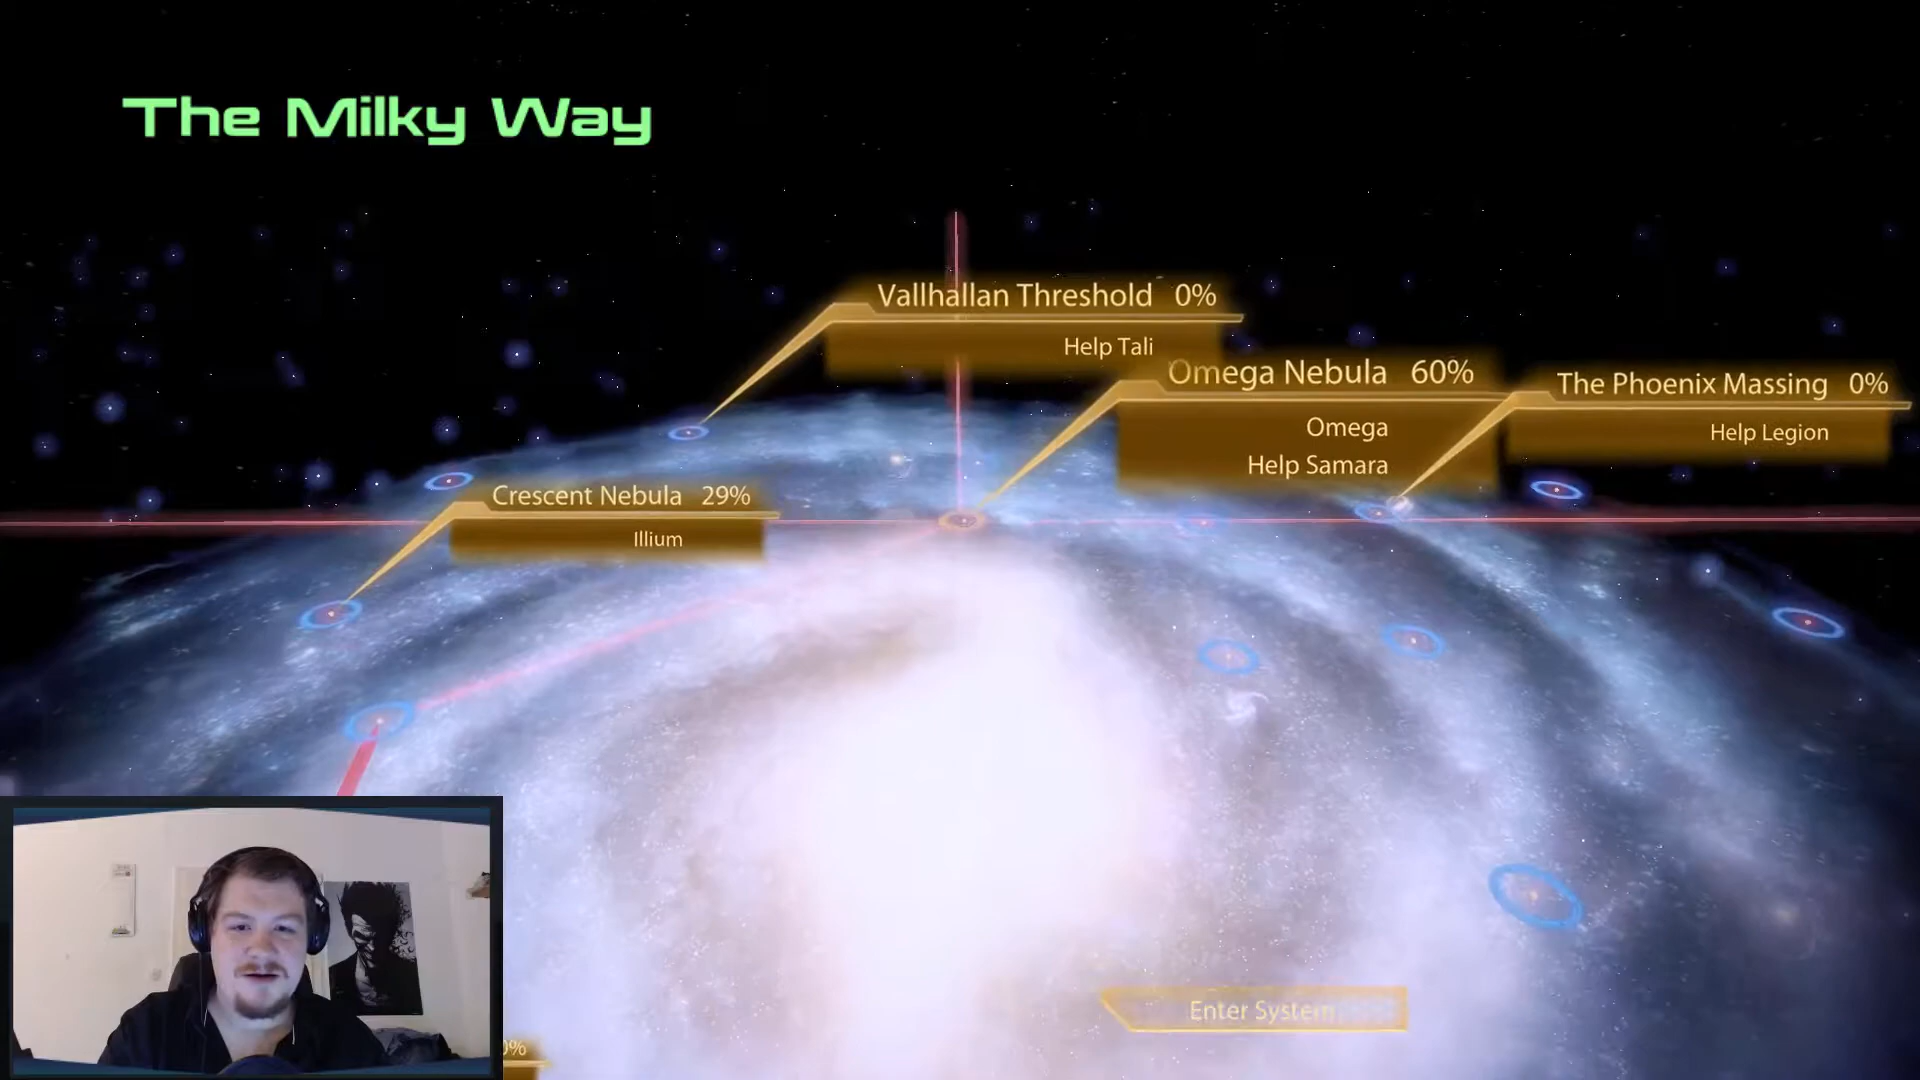 The Milky Way
Vallhallan Threshold 0%
Help Tali
Omega Nebula 60%
Omega
Help Samara
The Phoenix Massing 0%
Help Legion
Crescent Nebula 29%
Illium
Enter System